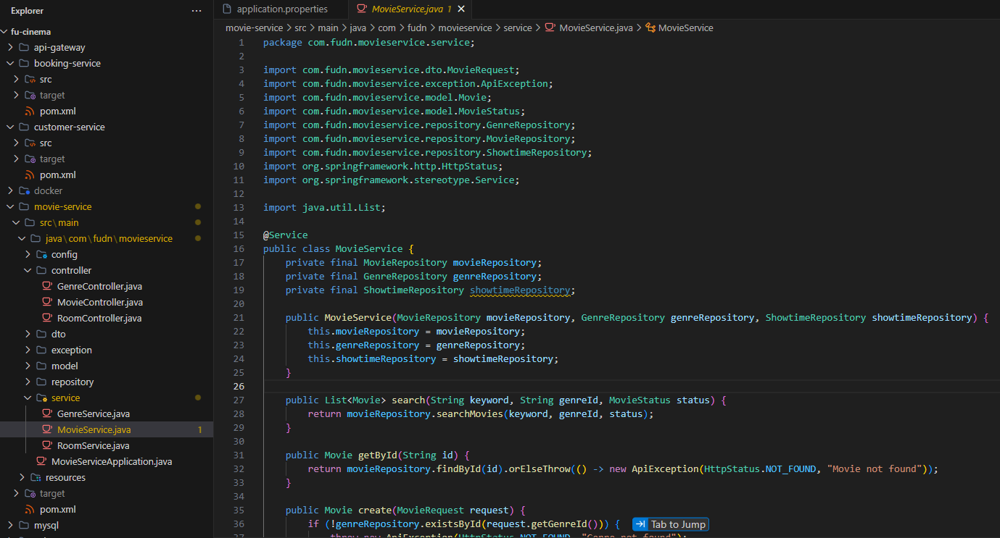 Explorer
···
fu-cinema
api-gateway
booking-service
src
target
pom.xml
customer-service
src
target
pom.xml
docker
movie-service
src\main
java\com\fudn\movieservice
config
controller
GenreController.java
MovieController.java
RoomController.java
dto
exception
model
repository
service
GenreService.java
MovieService.java 1
RoomService.java
MovieServiceApplication.java
resources
target
pom.xml
mysql
application.properties
MovieService.java 1 ×
movie-service > src > main > java > com > fudn > movieservice > service > MovieService.java > MovieService
1 package com.fudn.movieservice.service;
2
3 import com.fudn.movieservice.dto.MovieRequest;
4 import com.fudn.movieservice.exception.ApiException;
5 import com.fudn.movieservice.model.Movie;
6 import com.fudn.movieservice.model.MovieStatus;
7 import com.fudn.movieservice.repository.GenreRepository;
8 import com.fudn.movieservice.repository.MovieRepository;
9 import com.fudn.movieservice.repository.ShowtimeRepository;
10 import org.springframework.http.HttpStatus;
11 import org.springframework.stereotype.Service;
12
13 import java.util.List;
14
15 @Service
16 public class MovieService {
17 private final MovieRepository movieRepository;
18 private final GenreRepository genreRepository;
19 private final ShowtimeRepository showtimeRepository;
20
21 public MovieService(MovieRepository movieRepository, GenreRepository genreRepository, ShowtimeRepository showtimeRepository) {
22 this.movieRepository = movieRepository;
23 this.genreRepository = genreRepository;
24 this.showtimeRepository = showtimeRepository;
25 }
26
27 public List<Movie> search(String keyword, String genreId, MovieStatus status) {
28 return movieRepository.searchMovies(keyword, genreId, status);
29 }
30
31 public Movie getById(String id) {
32 return movieRepository.findById(id).orElseThrow(() -> new ApiException(HttpStatus.NOT_FOUND, "Movie not found"));
33 }
34
35 public Movie create(MovieRequest request) {
36 if (!genreRepository.existsById(request.getGenreId())) { Tab to Jump
37 throw new ApiException(HttpStatus.NOT_FOUND, "Genre not found");